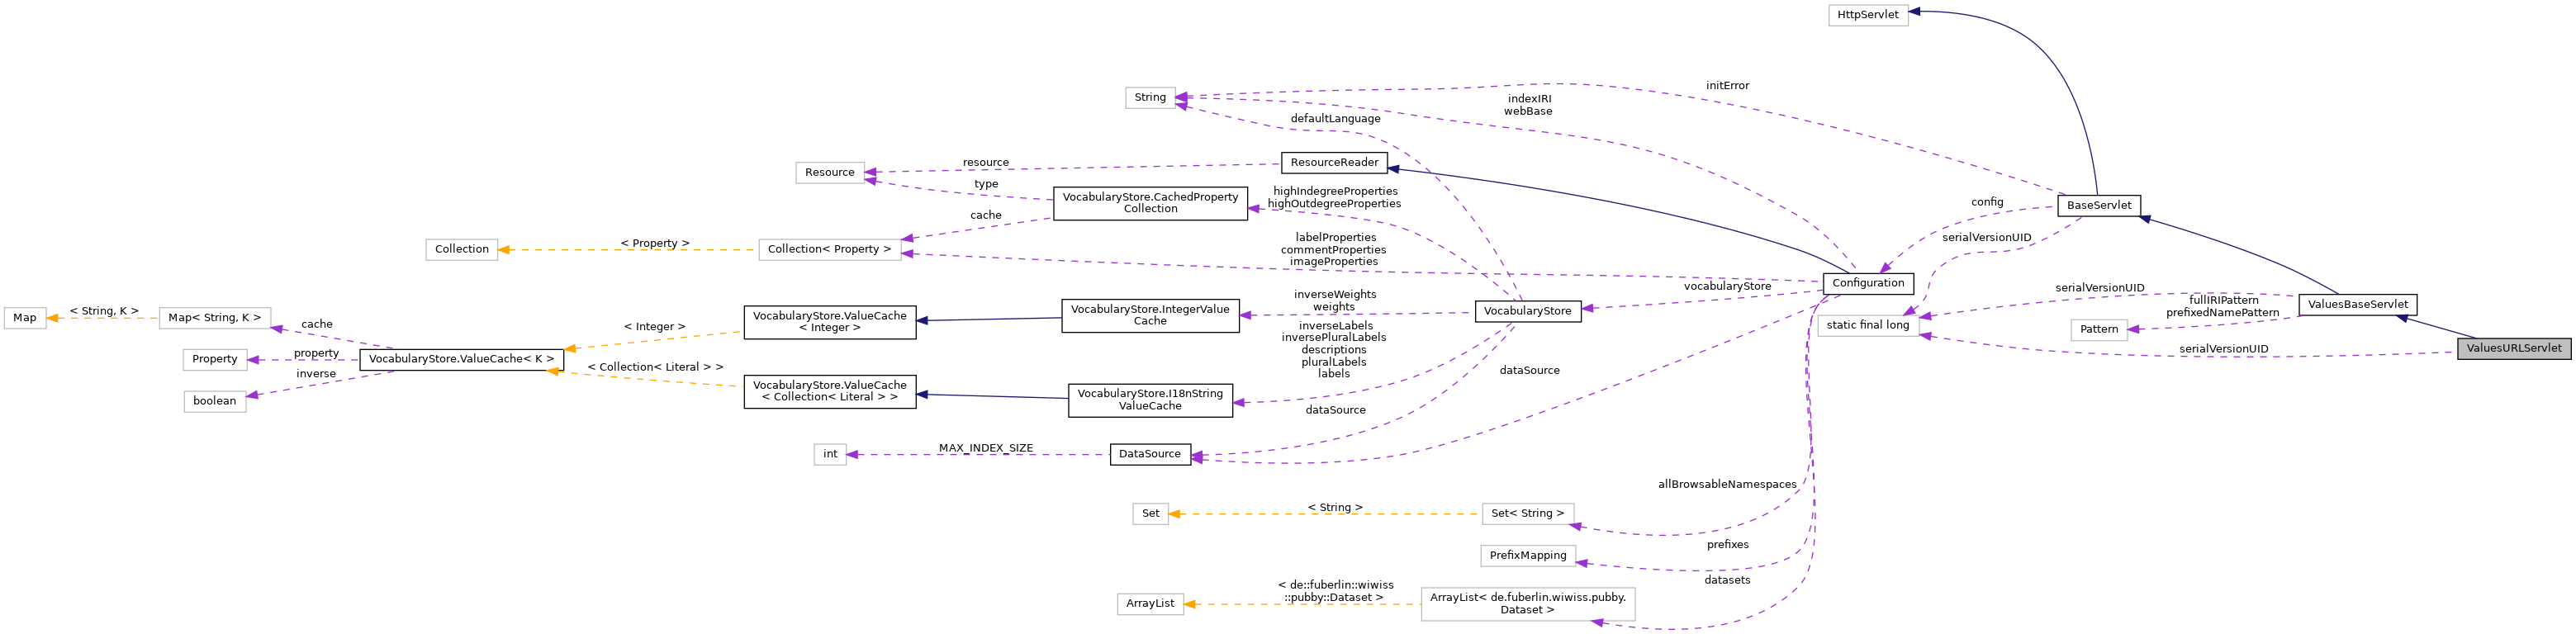 HttpServlet
initError
String
indexIRI
webBase
defaultLanguage
ResourceReader
resource
Resource
type
VocabularyStore.CachedProperty
Collection
highIndegreeProperties
highOutdegreeProperties
config
BaseServlet
cache
serialVersionUID
labelProperties
commentProperties
imageProperties
< Property >
Collection
Collection< Property >
Configuration
vocabularyStore
serialVersionUID
inverseWeights
weights
fullIRIPattern
prefixedNamePattern
ValuesBaseServlet
Map
< String, K >
Map< String, K >
cache
VocabularyStore.ValueCache
< Integer >
VocabularyStore.IntegerValue
Cache
VocabularyStore
static final long
Pattern
< Integer >
inverseLabels
inversePluralLabels
descriptions
pluralLabels
labels
serialVersionUID
ValuesURLServlet
property
Property
VocabularyStore.ValueCache< K >
inverse
boolean
< Collection< Literal > >
VocabularyStore.ValueCache
< Collection< Literal > >
VocabularyStore.I18nString
ValueCache
dataSource
dataSource
int
MAX_INDEX_SIZE
DataSource
allBrowsableNamespaces
Set
< String >
Set< String >
prefixes
PrefixMapping
datasets
< de::fuberlin::wiwiss
::pubby::Dataset >
ArrayList
ArrayList< de.fuberlin.wiwiss.pubby.
Dataset >